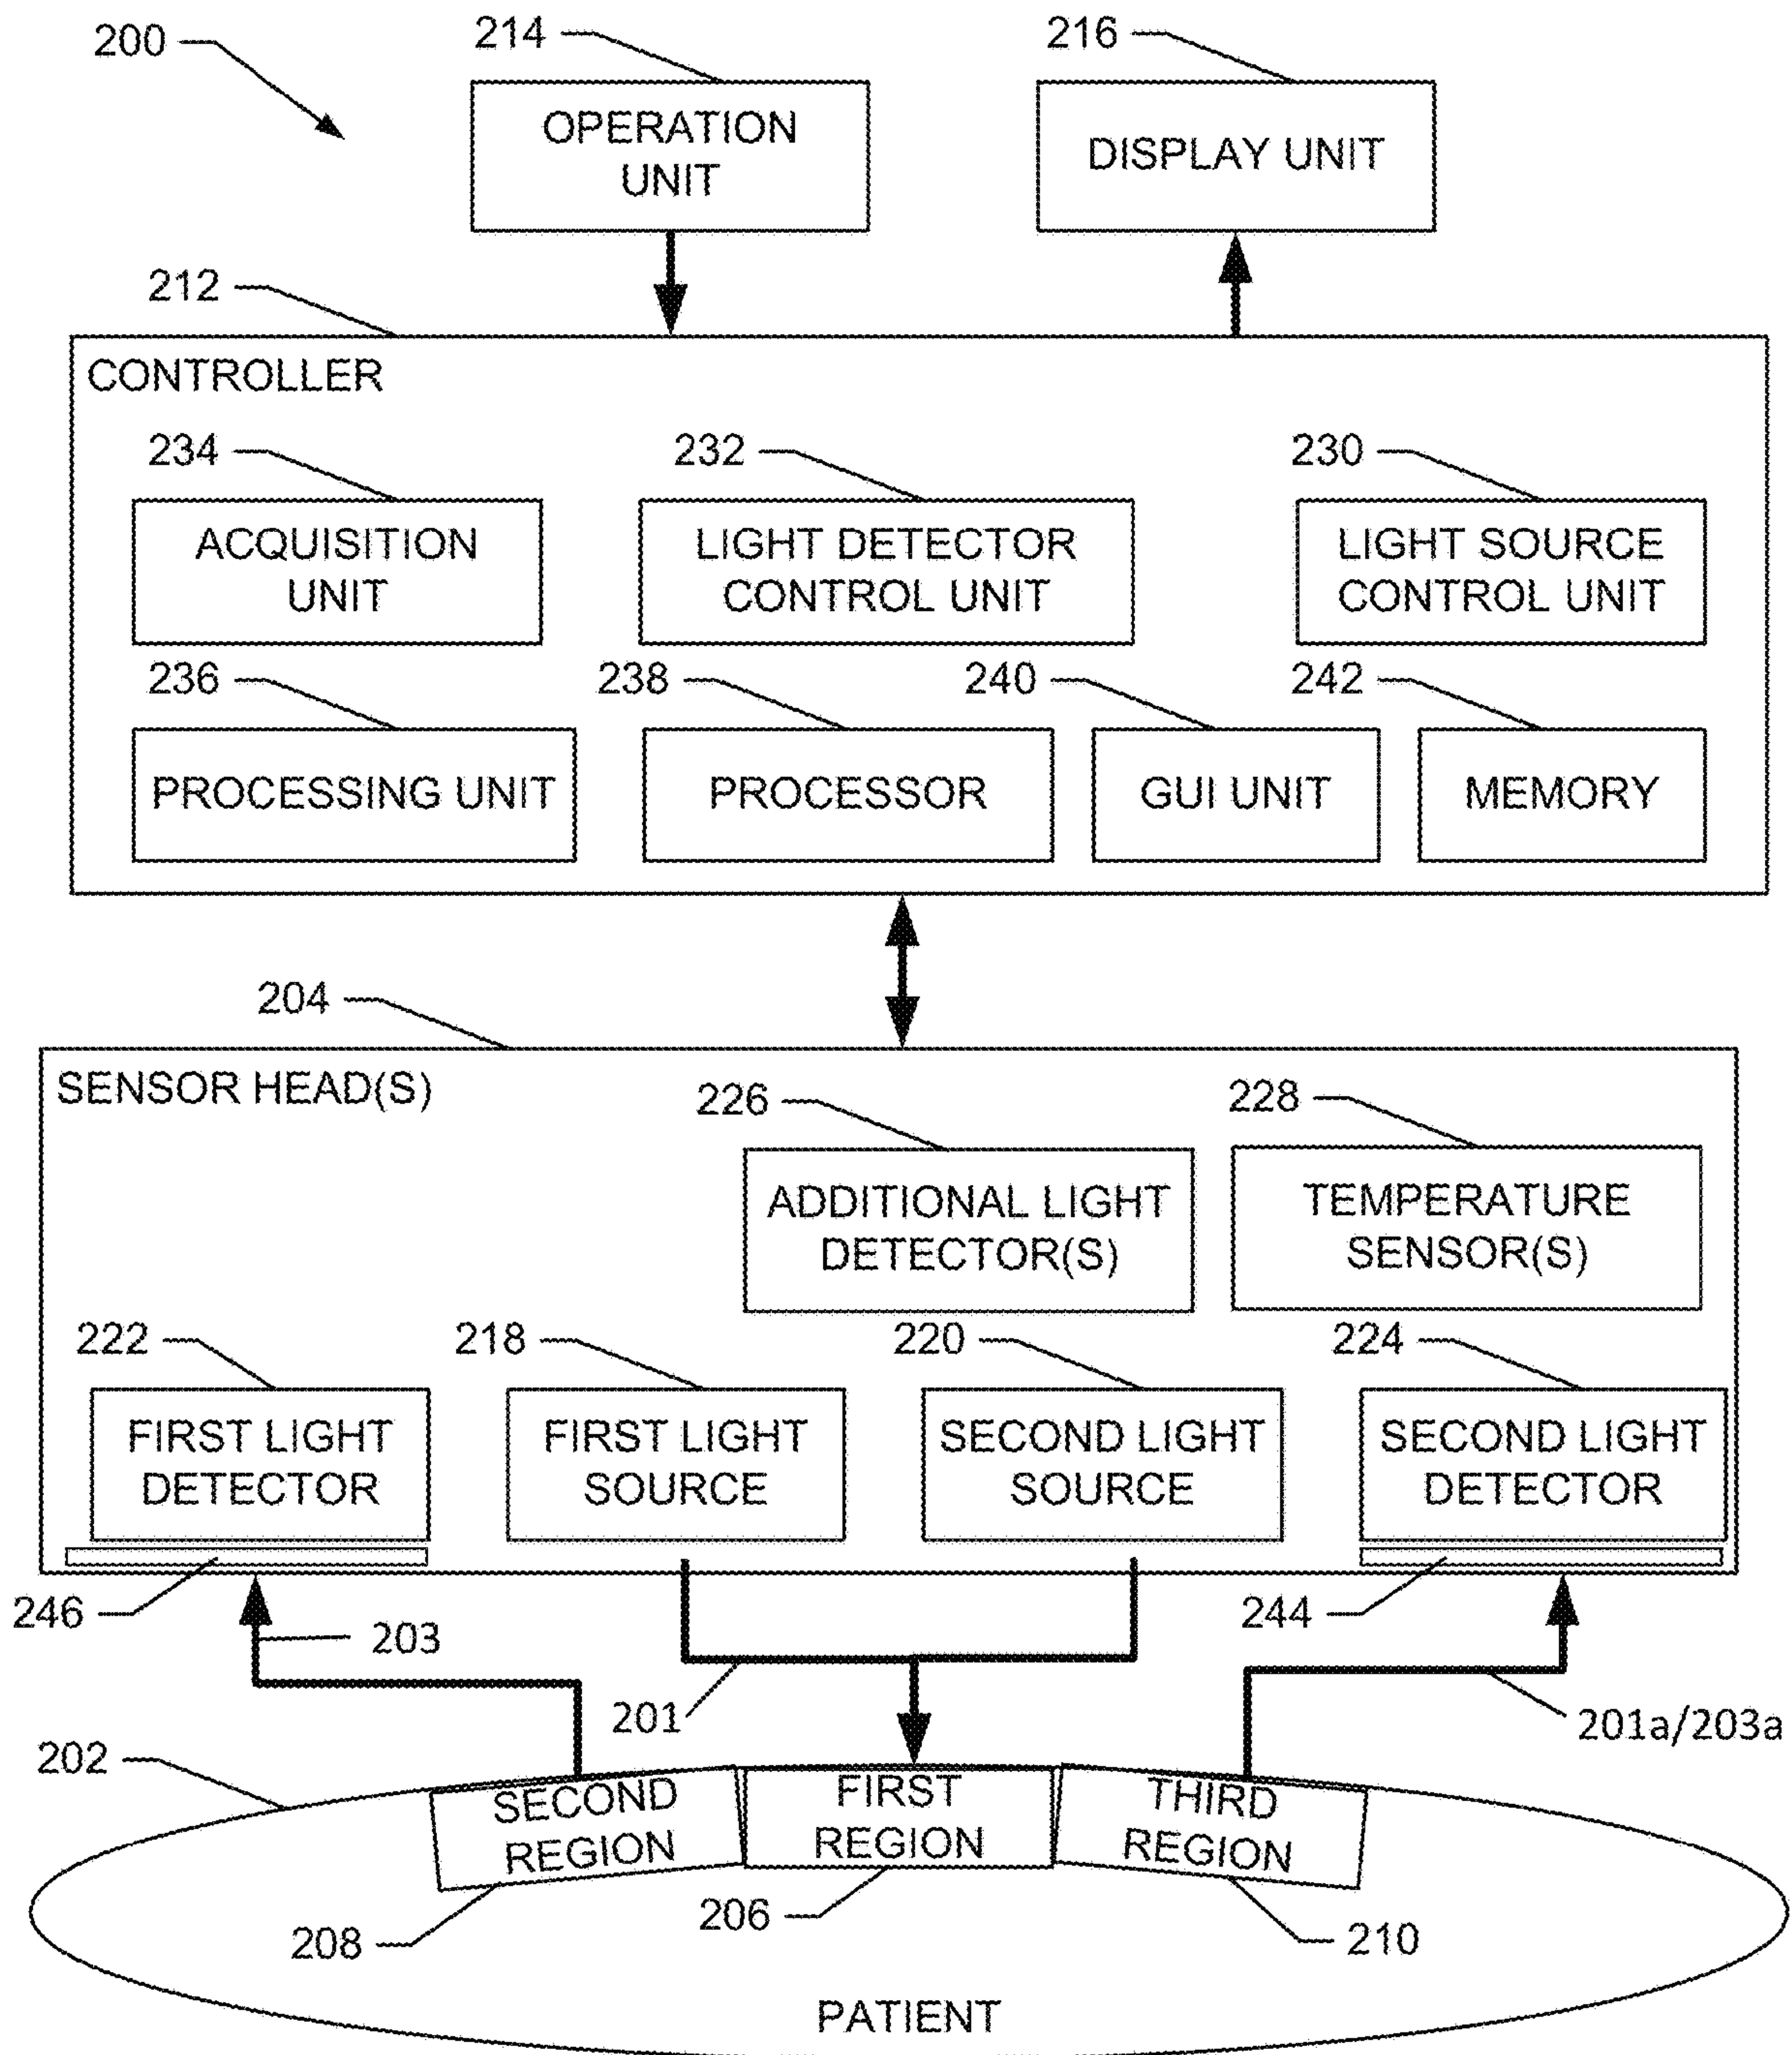 200
214
216
OPERATION
UNIT
DISPLAY UNIT
212
CONTROLLER
234
232
230
ACQUISITION
UNIT
LIGHT DETECTOR
CONTROL UNIT
LIGHT SOURCE
CONTROL UNIT
236
238
240
242
PROCESSING UNIT
PROCESSOR
GUI UNIT
MEMORY
204
SENSOR HEAD(S)
226
228
ADDITIONAL LIGHT
DETECTOR(S)
TEMPERATURE
SENSOR(S)
222
218
220
224
FIRST LIGHT
DETECTOR
FIRST LIGHT
SOURCE
SECOND LIGHT
SOURCE
SECOND LIGHT
DETECTOR
246
203
244
201
201a/203a
202
SECOND
REGION
FIRST
REGION
THIRD
REGION
208
206
210
PATIENT